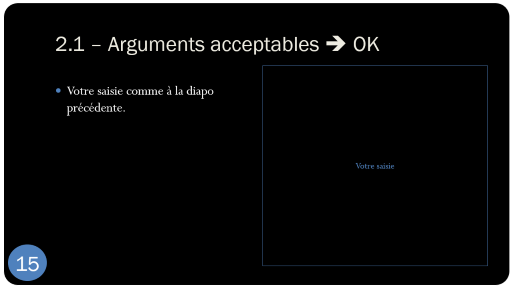 2.1 – Arguments acceptables 🡺 OK
• Votre saisie comme à la diapo
précédente.
Votre saisie
15